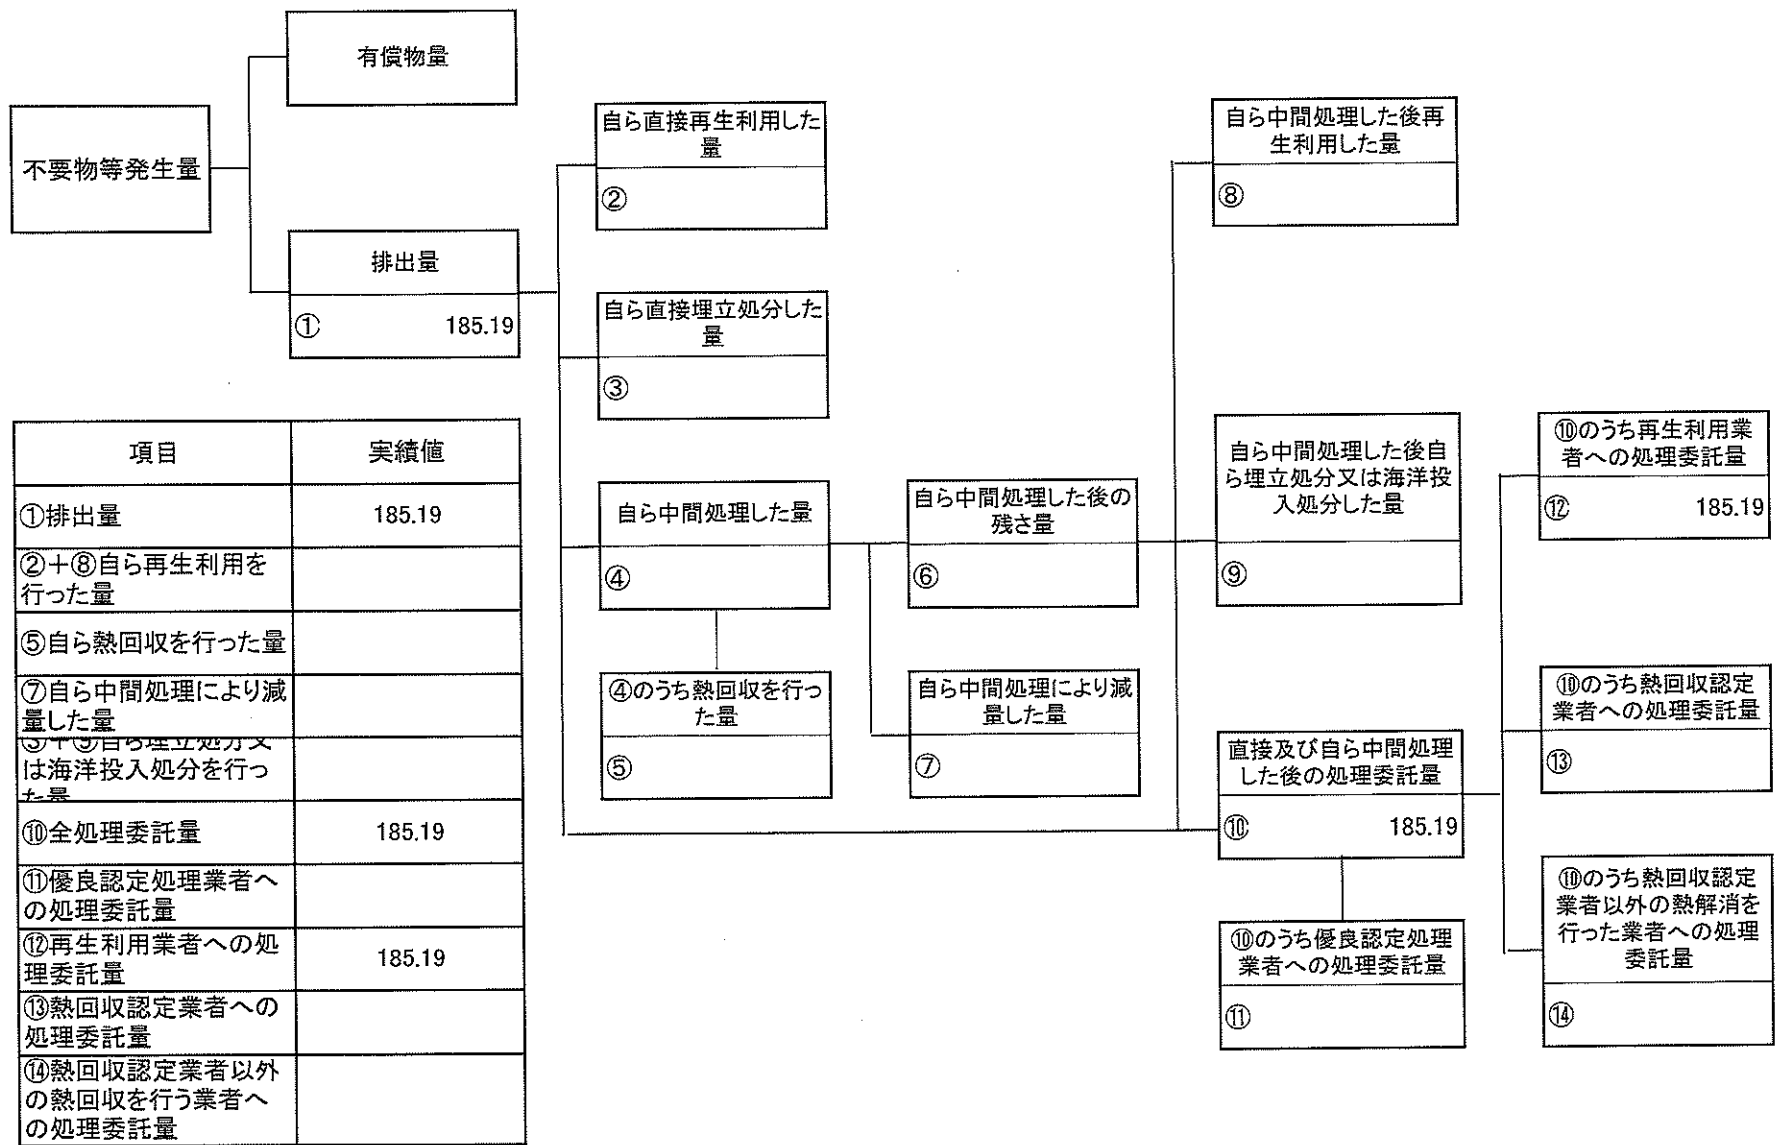 有償物量
不要物等発生量
排出量
① 185.19
自ら直接再生利用した
量
②
自ら直接埋立処分した
量
③
自ら中間処理した量
④
④のうち熱回収を行っ
た量
⑤
自ら中間処理した後の
残さ量
⑥
自ら中間処理により減
量した量
⑦
自ら中間処理した後再
生利用した量
⑧
自ら中間処理した後自
ら埋立処分又は海洋投
入処分した量
⑨
直接及び自ら中間処理
した後の処理委託量
⑩ 185.19
⑩のうち優良認定処理
業者への処理委託量
⑪
⑩のうち再生利用業
者への処理委託量
⑫ 185.19
⑩のうち熱回収認定
業者への処理委託量
⑬
⑩のうち熱回収認定
業者以外の熱解消を
行った業者への処理
委託量
⑭
項目 実績値
①排出量 185.19
②+⑧自ら再生利用を
行った量
⑤自ら熱回収を行った量
⑦自ら中間処理により減
量した量
③+⑨自ら埋立処分又
は海洋投入処分を行っ
た量
⑩全処理委託量 185.19
⑪優良認定処理業者へ
の処理委託量
⑫再生利用業者への処
理委託量 185.19
⑬熱回収認定業者への
処理委託量
⑭熱回収認定業者以外
の熱回収を行う業者へ
の処理委託量